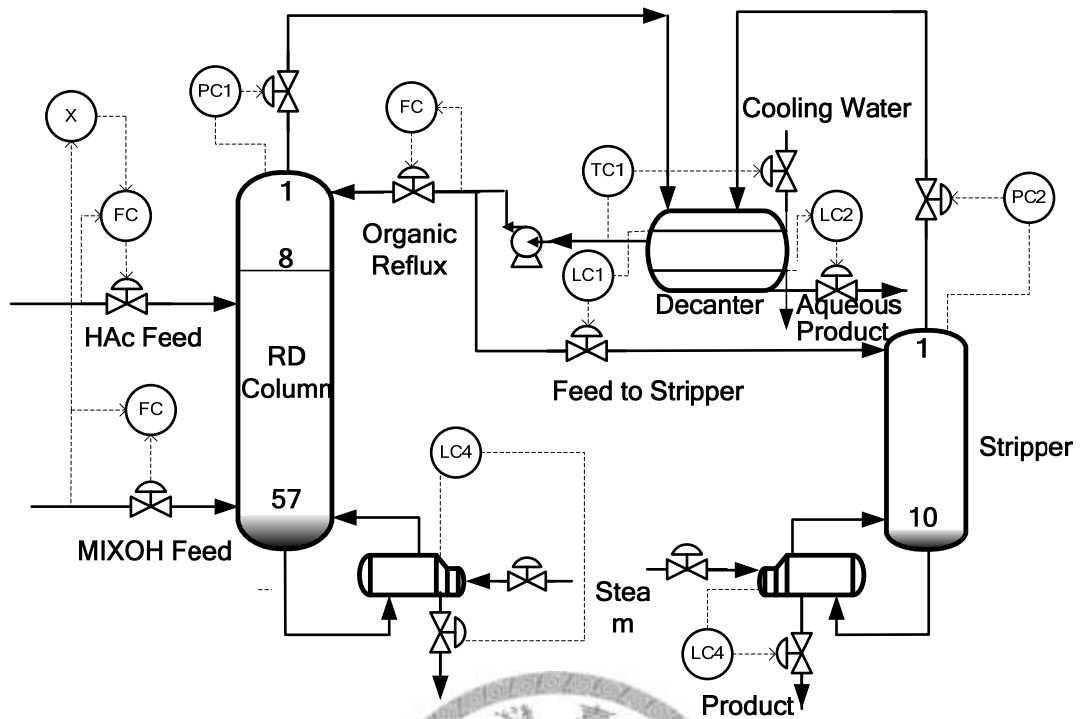 PC1
FC
X
Cooling Water
TC1
FC
1
PC2
LC2
Organic
Reflux
8
LC1
Decanter
Aqueous
Product
HAc Feed
1
RD
Column
Feed to Stripper
FC
LC4
Stripper
57
10
MIXOH Feed
Stea
m
LC4
Product